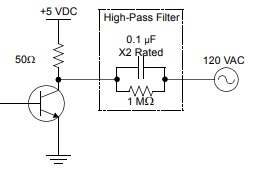 +5 VDC
High-Pass Filter
0.1 µF
X2 Rated
50Ω
120 VAC
1 MΩ